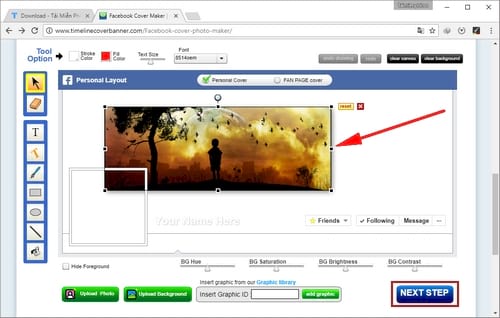 Download - Tải Miễn Ph
Facebook Cover Maker |
www.timelinecoverbanner.com/facebook-cover-photo-maker/
Tool
Option
Stroke Color
Fill Color
Text Size
Font
8514oem
undo drawing
redo
clear canvas
clear background
Personal Layout
Personal Cover
FAN PAGE cover
reset
T
T
Your Name Here
Friends
Following
Message
Hide Foreground
BG Hue
BG Saturation
BG Brightness
BG Contrast
Upload Photo
Upload Background
Insert graphic from our Graphic library
Insert Graphic ID
add graphic
NEXT STEP